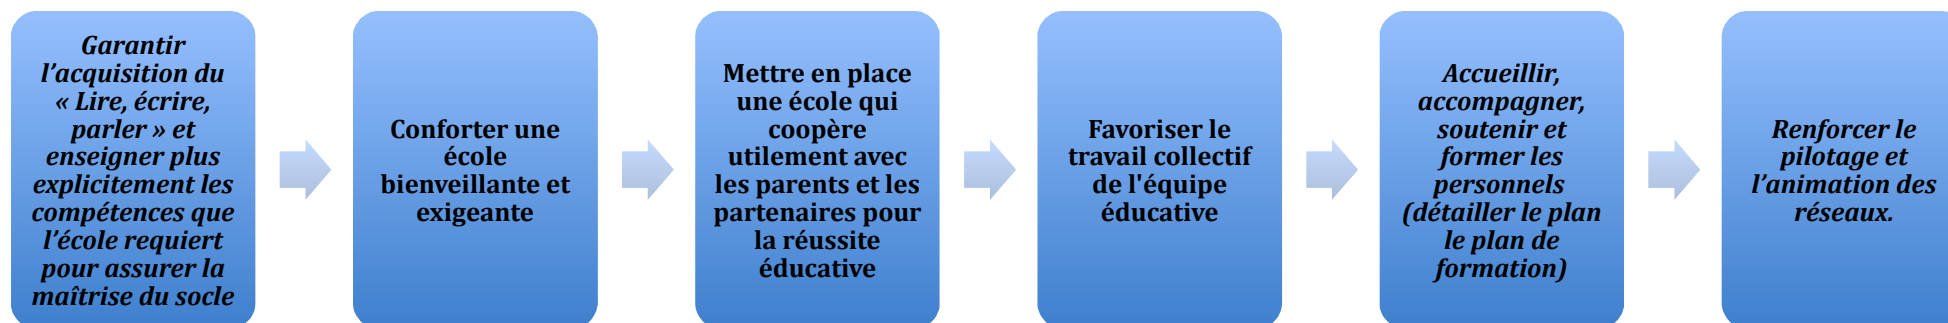 Garantir
l’acquisition du
« Lire, écrire,
parler » et
enseigner plus
explicitement les
compétences que
l’école requiert
pour assurer la
maîtrise du socle
Conforter une
école
bienveillante et
exigeante
Mettre en place
une école qui
coopère
utilement avec
les parents et les
partenaires pour
la réussite
éducative
Favoriser le
travail collectif
de l'équipe
éducative
Accueillir,
accompagner,
soutenir et
former les
personnels
(détailler le plan
le plan de
formation)
Renforcer le
pilotage et
l’animation des
réseaux.